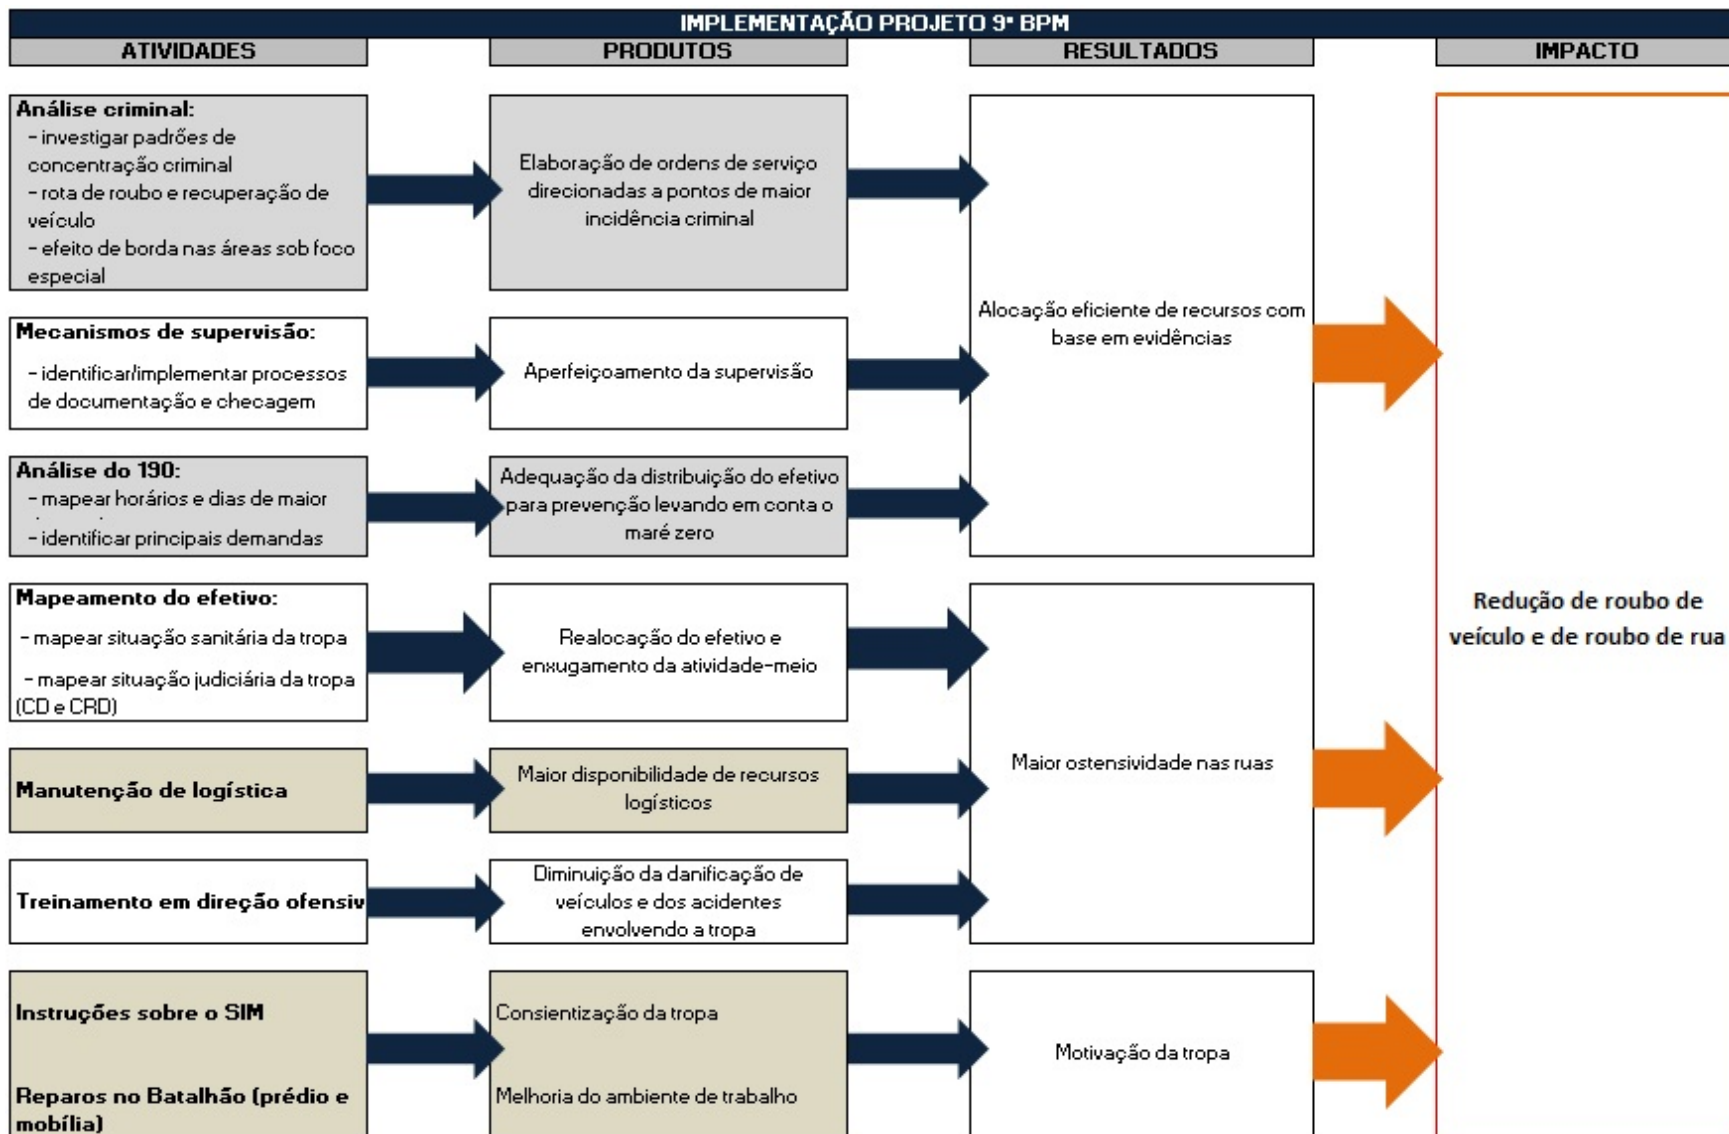 IMPLEMENTAÇÃO PROJETO 9º BPM
ATIVIDADES
PRODUTOS
RESULTADOS
IMPACTO
Análise criminal:
- investigar padrões de
concentração criminal
- rota de roubo e recuperação de
veículo
- efeito de borda nas áreas sob foco
especial
Elaboração de ordens de serviço
direcionadas a pontos de maior
incidência criminal
Mecanismos de supervisão:
- identificar/implementar processos
de documentação e checagem
Aperfeiçoamento da supervisão
Análise do 190:
- mapear horários e dias de maior
- identificar principais demandas
Adequação da distribuição do efetivo
para prevenção levando em conta o
maré zero
Alocação eficiente de recursos com
base em evidências
Mapeamento do efetivo:
- mapear situação sanitária da tropa
- mapear situação judiciária da tropa
(CD e CRD)
Realocação do efetivo e
enxugamento da atividade-meio
Manutenção de logística
Maior disponibilidade de recursos
logísticos
Treinamento em direção ofensiv
Diminuição da danificação de
veículos e dos acidentes
envolvendo a tropa
Maior ostensividade nas ruas
Instruções sobre o SIM
Consientização da tropa
Reparos no Batalhão (prédio e
mobília)
Melhoria do ambiente de trabalho
Motivação da tropa
Redução de roubo de
veículo e de roubo de rua